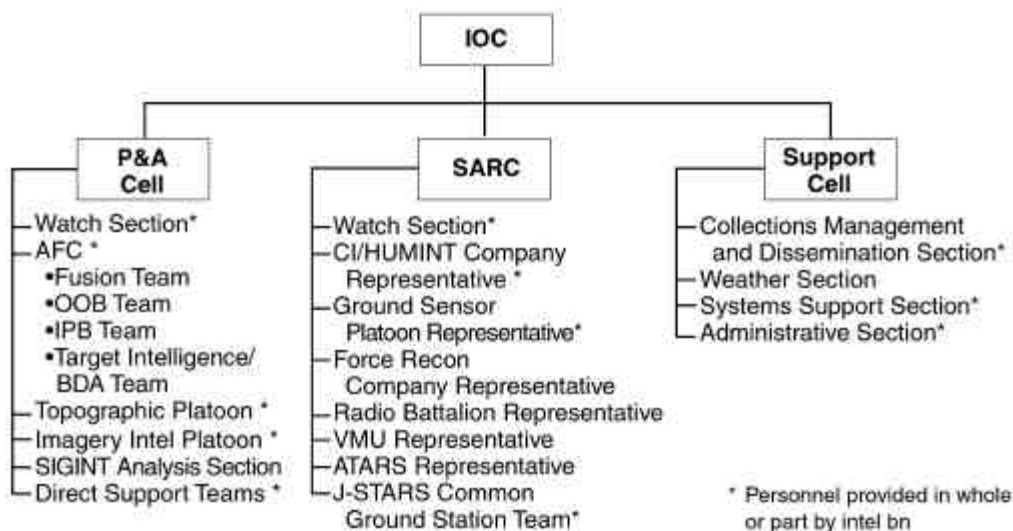 IOC
P&A
Cell
Watch Section*
AFC *
•Fusion Team
•OOB Team
•IPB Team
•Target Intelligence/
BDA Team
Topographic Platoon *
Imagery Intel Platoon *
SIGINT Analysis Section
Direct Support Teams *
SARC
Watch Section*
CI/HUMINT Company
Representative *
Ground Sensor
Platoon Representative*
Force Recon
Company Representative
Radio Battalion Representative
VMU Representative
ATARS Representative
J-STARS Common
Ground Station Team*
Support
Cell
Collections Management
and Dissemination Section*
Weather Section
Systems Support Section*
Administrative Section*
* Personnel provided in whole
or part by intel bn